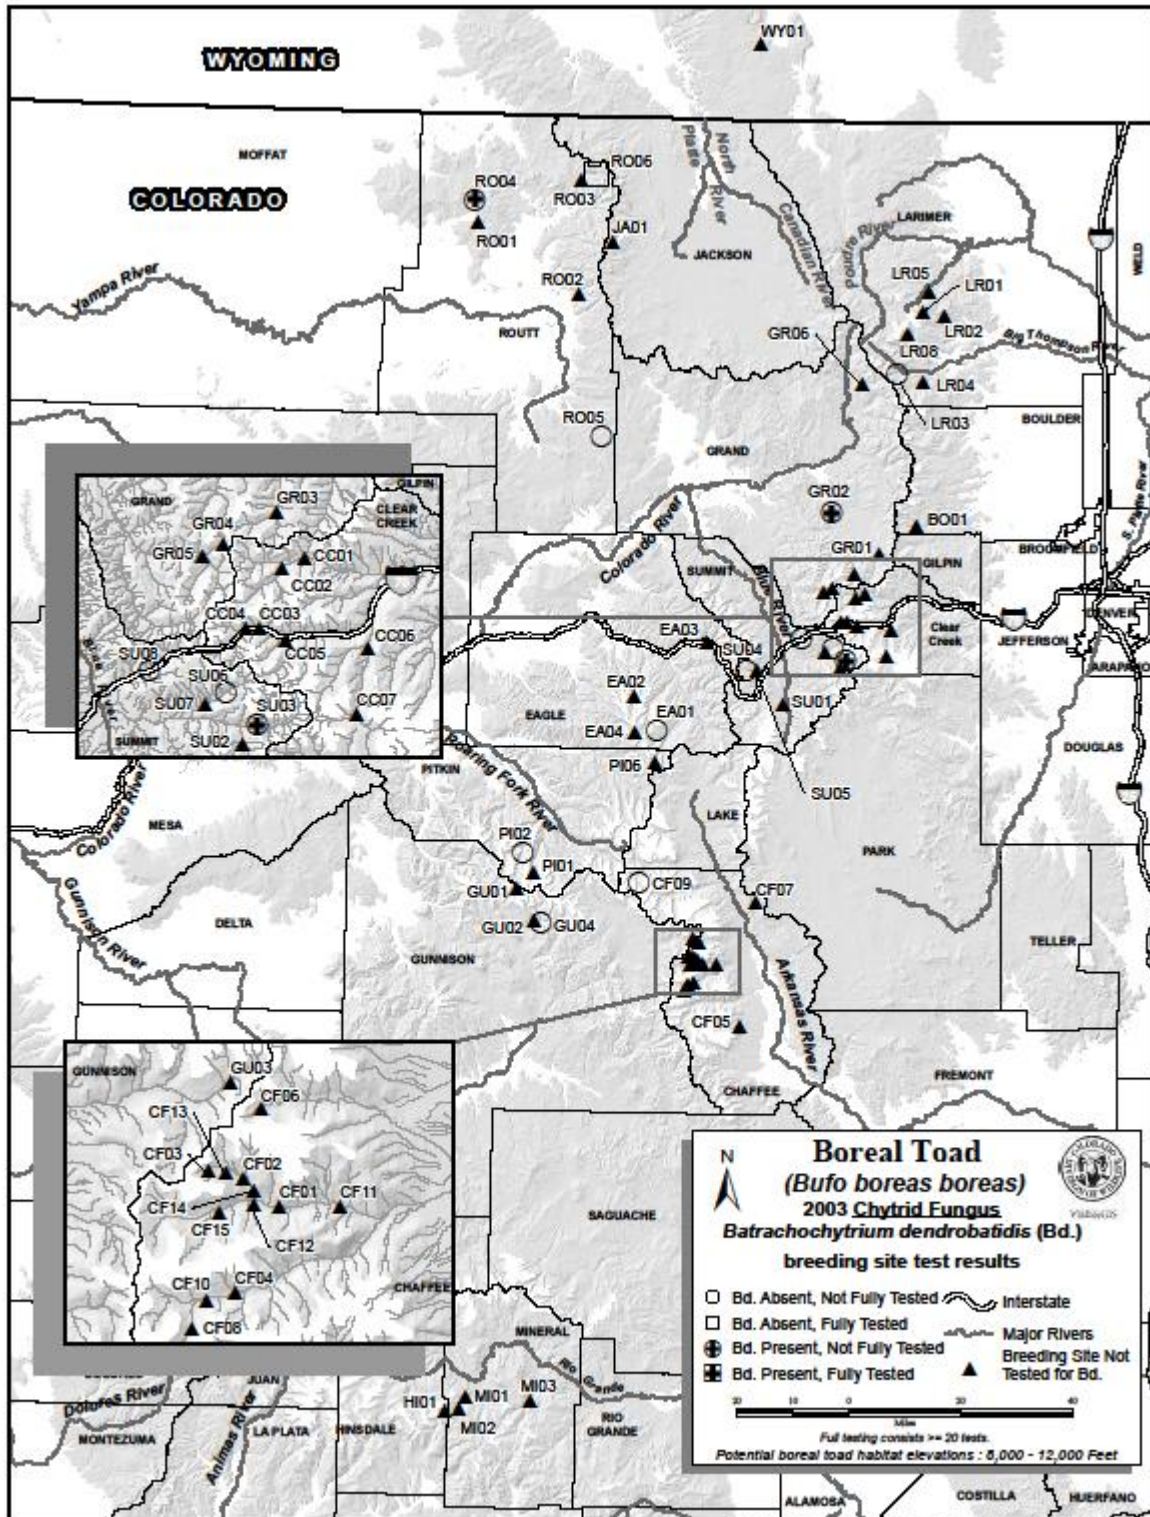 WY01
WYOMING
MOFFAT
COLORADO
RO04
RO06
RO03
RO01
JA01
North
Platte
River
Canadian River
JACKSON
Poudre River
LARIMER
WELD
Yampa River
RO02
ROUTT
LR05
LR01
LR02
LR08
GR06
Big Thompson River
LR04
LR03
BOULDER
RO05
GRAND
S. Platte River
GR02
BO01
GR01
GILPIN
BROOMFIELD
Colorado River
SUMMIT
Blue River
DENVER
Clear
Creek
JEFFERSON
ARAPAHO
GRAND
GR03
GILPIN
CLEAR
CREEK
GR04
GR05
CC01
CC02
CC04
CC03
CC05
CC06
SU08
SU06
SU07
SU03
CC07
SU02
SUMMIT
EA03
SU04
EA02
EAGLE
EA01
EA04
SU01
PI06
SU05
DOUGLAS
PITKIN
Roaring Fork River
LAKE
PARK
Colorado River
MESA
PI02
PI01
GU01
CF09
CF07
GU02
GU04
Gunnison River
DELTA
GUNNISON
TELLER
Arkansas River
CF05
CHAFFEE
FREMONT
GUNNISON
GU03
CF06
CF13
CF03
CF02
CF14
CF01
CF11
CF15
CF12
CF10
CF04
CF08
CHAFFEE
SAGUACHE
MINERAL
Rio Grande
Dolores River
JUAN
MONTEZUMA
Animas River
LA PLATA
HINSDALE
HI01
MI01
MI02
MI03
RIO
GRANDE
ALAMOSA
COSTILLA
HUERFANO
N
Boreal Toad
(Bufo boreas boreas)
2003 Chytrid Fungus
Batrachochytrium dendrobatidis (Bd.)
breeding site test results
Bd. Absent, Not Fully Tested
Interstate
Bd. Absent, Fully Tested
Major Rivers
Bd. Present, Not Fully Tested
Breeding Site Not
Tested for Bd.
Bd. Present, Fully Tested
20 10 0 20 40
Miles
Full testing consists >= 20 tests.
Potential boreal toad habitat elevations : 8,000 - 12,000 Feet